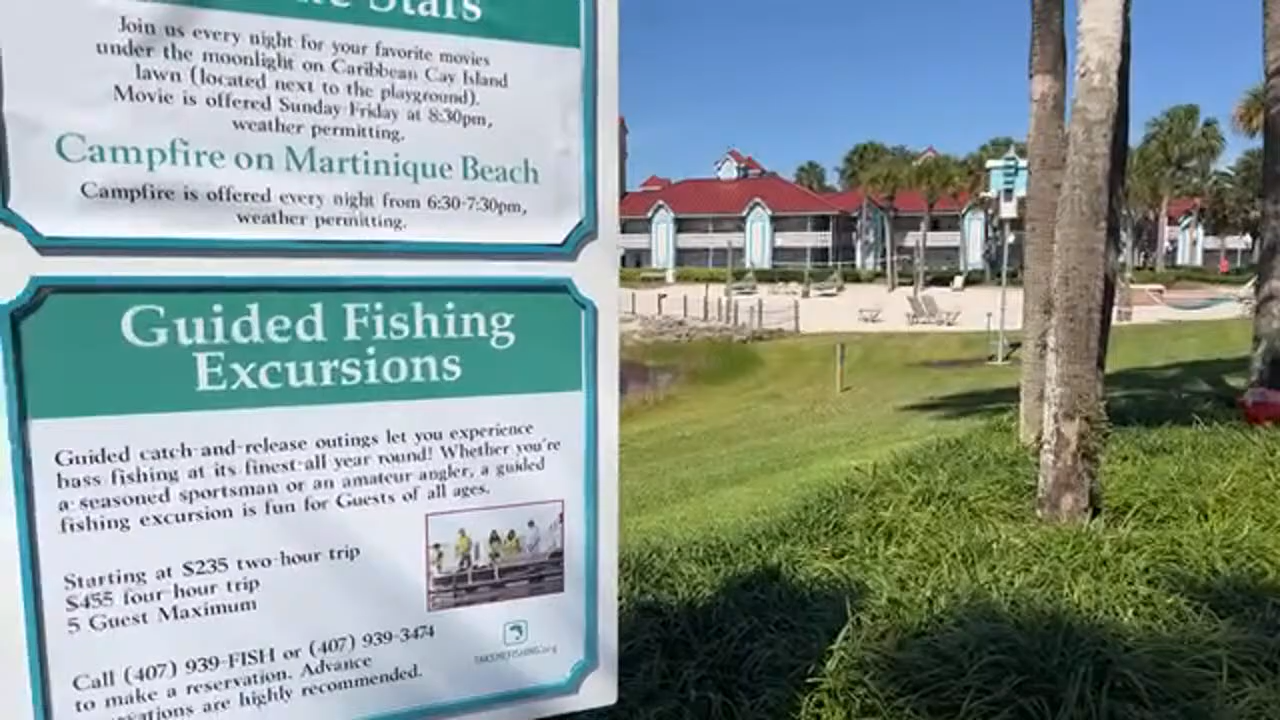 Stars
Join us every night for your favorite movies
under the moonlight on Caribbean Cay Island
lawn (located next to the playground).
Movie is offered Sunday-Friday at 8:30pm,
weather permitting.
Campfire on Martinique Beach
Campfire is offered every night from 6:30-7:30pm,
weather permitting.
Guided Fishing
Excursions
Guided catch-and-release outings let you experience
bass fishing at its finest-all year round! Whether you're
a seasoned sportsman or an amateur angler, a guided
fishing excursion is fun for Guests of all ages.
Starting at $235 two-hour trip
$455 four hour trip
5 Guest Maximum
Call (407) 939-FISH or (407) 939-3474
to make a reservation. Advance
are highly recommended.
TAKEMEFISHING.org